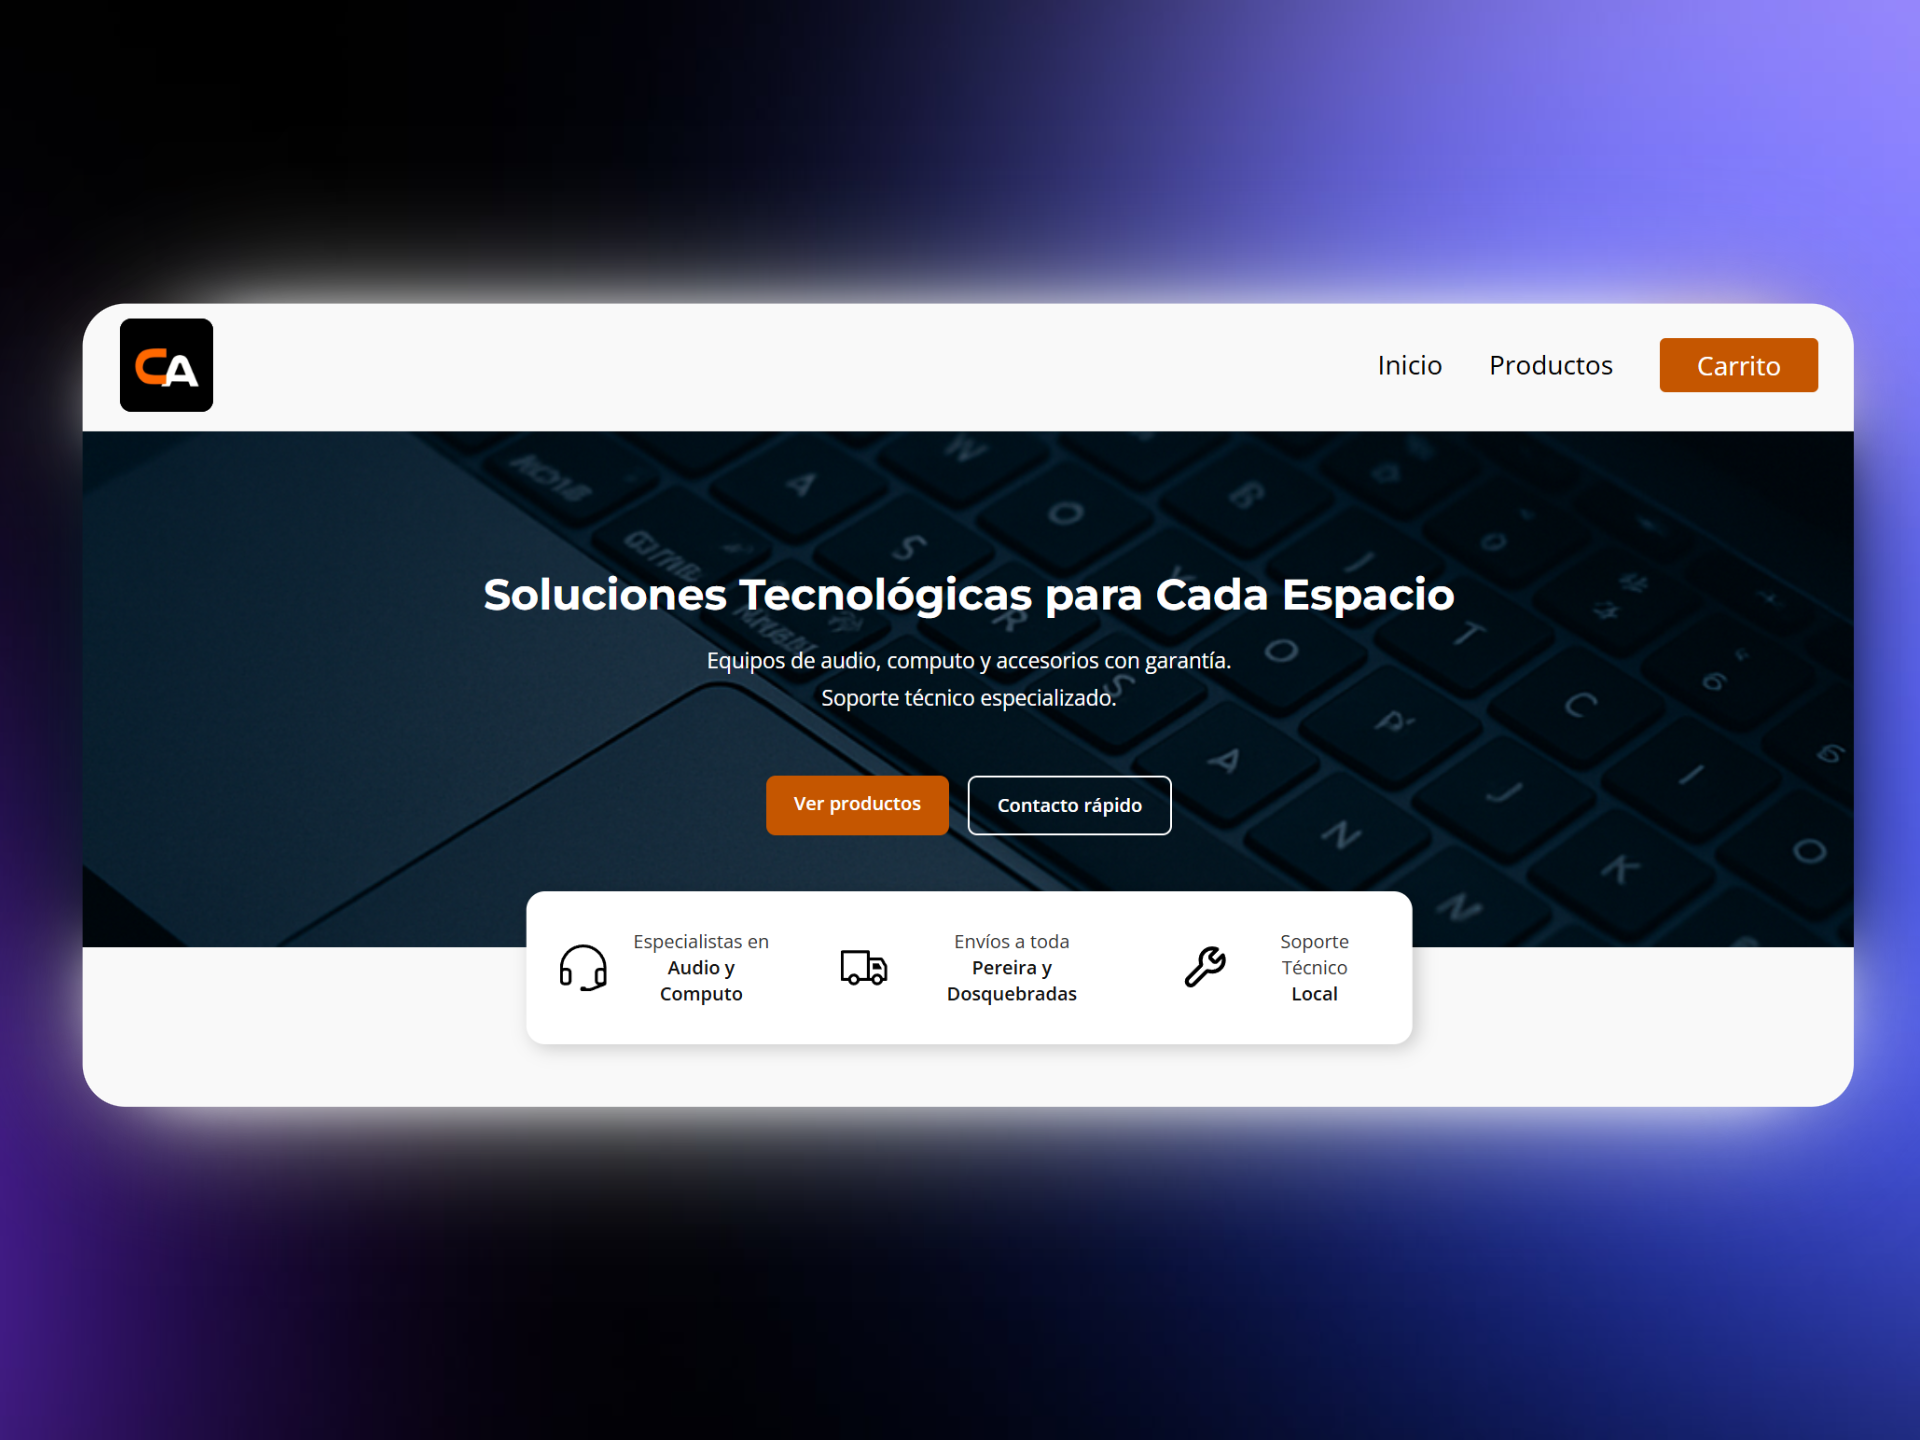 CA
Inicio Productos Carrito
Soluciones Tecnológicas para Cada Espacio
Equipos de audio, computo y accesorios con garantía.
Soporte técnico especializado.
Ver productos Contacto rápido
Especialistas en
Audio y
Computo
Envíos a toda
Pereira y
Dosquebradas
Soporte
Técnico
Local